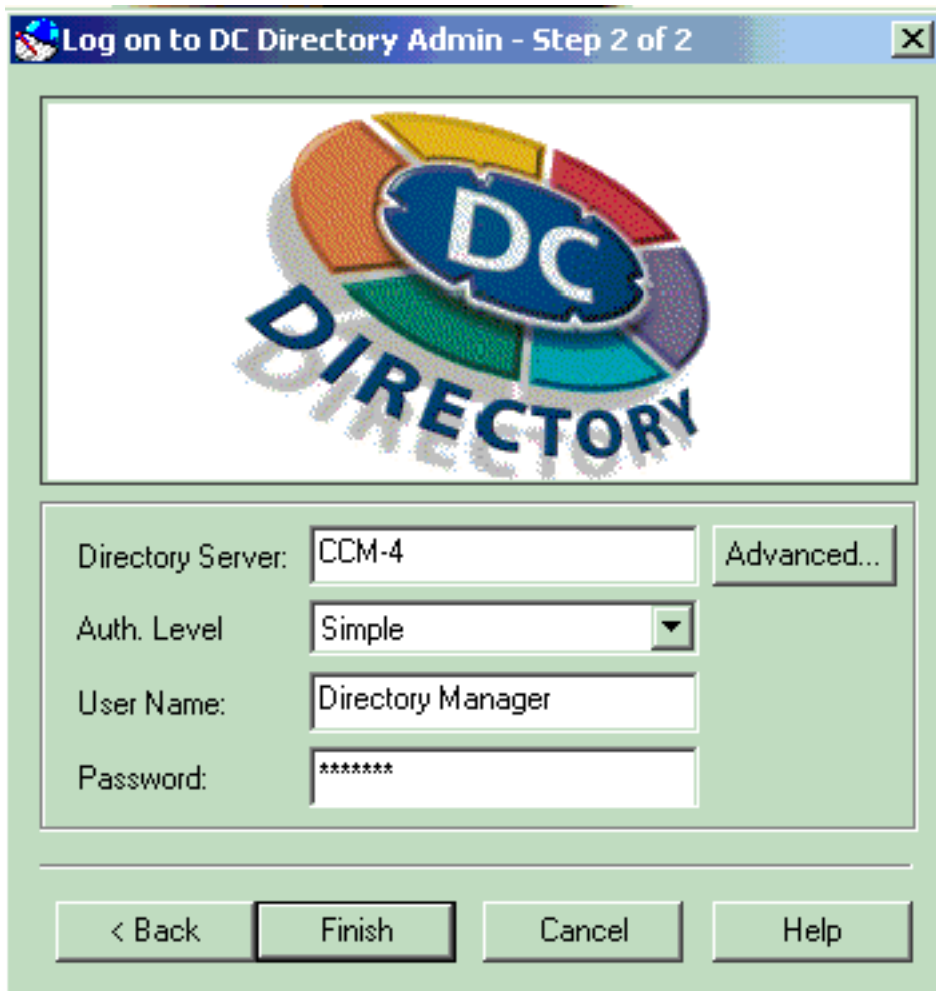 Log on to DC Directory Admin - Step 2 of 2
DC
DIRECTORY
Directory Server: CCM-4 Advanced...
Auth. Level Simple
User Name: Directory Manager
Password: *******
< Back Finish Cancel Help